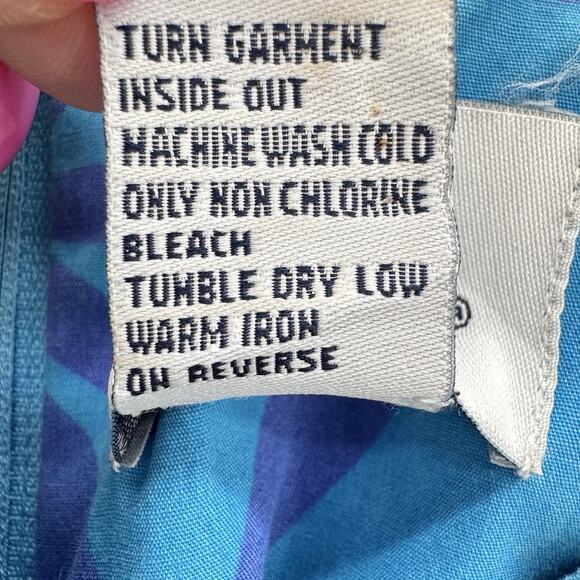 TURN GARMENT
INSIDE OUT
MACHINE WASH COLD
ONLY NON CHLORINE
BLEACH
TUMBLE DRY LOW
WARM IRON
ON REVERSE
®